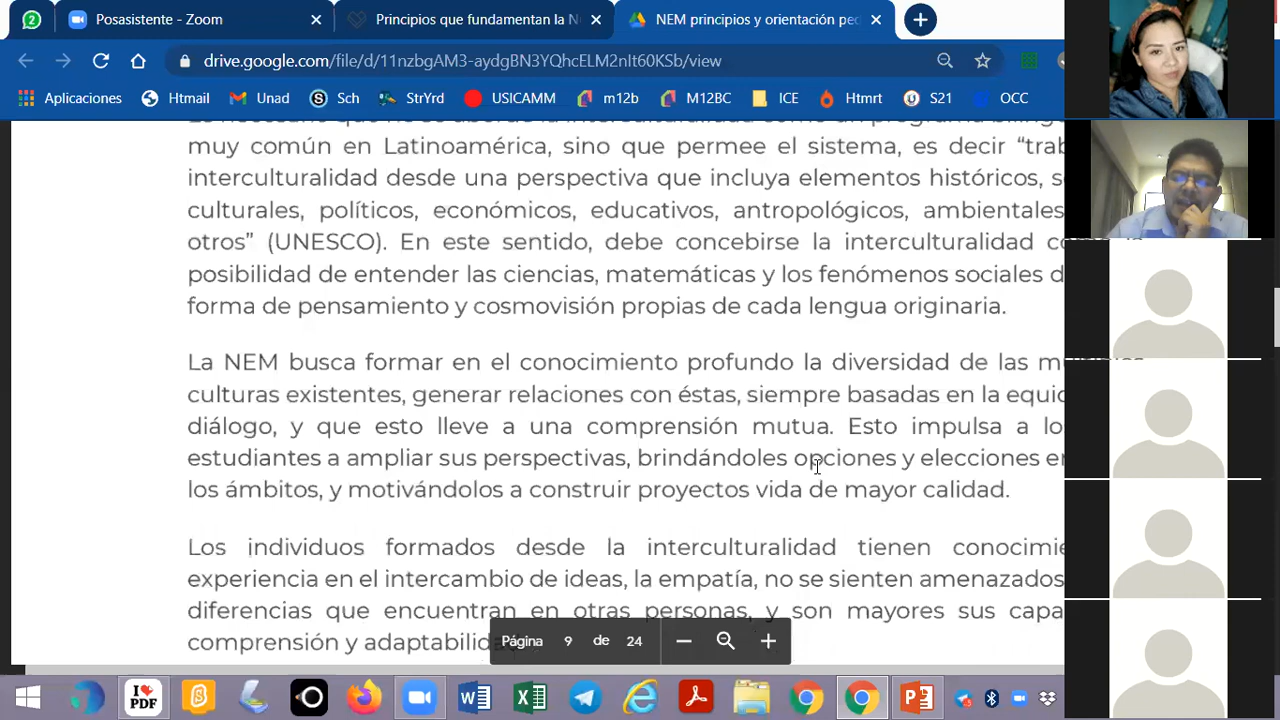 Posasistente - Zoom
Principios que fundamentan la N
NEM principios y orientación pe
drive.google.com/file/d/11nzbgAM3-aydgBN3YQhcELM2nIt60KSb/view
Aplicaciones Htmail Unad Sch StrYrd USICAMM m12b M12BC ICE Htmrt S21 OCC
muy común en Latinoamérica, sino que permee el sistema, es decir “trab
interculturalidad desde una perspectiva que incluya elementos históricos, s
culturales, políticos, económicos, educativos, antropológicos, ambientales
otros” (UNESCO). En este sentido, debe concebirse la interculturalidad co
posibilidad de entender las ciencias, matemáticas y los fenómenos sociales d
forma de pensamiento y cosmovisión propias de cada lengua originaria.
La NEM busca formar en el conocimiento profundo la diversidad de las
culturas existentes, generar relaciones con éstas, siempre basadas en la equi
diálogo, y que esto lleve a una comprensión mutua. Esto impulsa a lo
estudiantes a ampliar sus perspectivas, brindándoles opciones y elecciones e
los ámbitos, y motivándolos a construir proyectos vida de mayor calidad.
Los individuos formados desde la interculturalidad tienen conocimi
experiencia en el intercambio de ideas, la empatía, no se sienten amenazados
diferencias que encuentran en otras personas, y son mayores sus capa
comprensión y adaptabilid
Página 9 de 24
I PDF